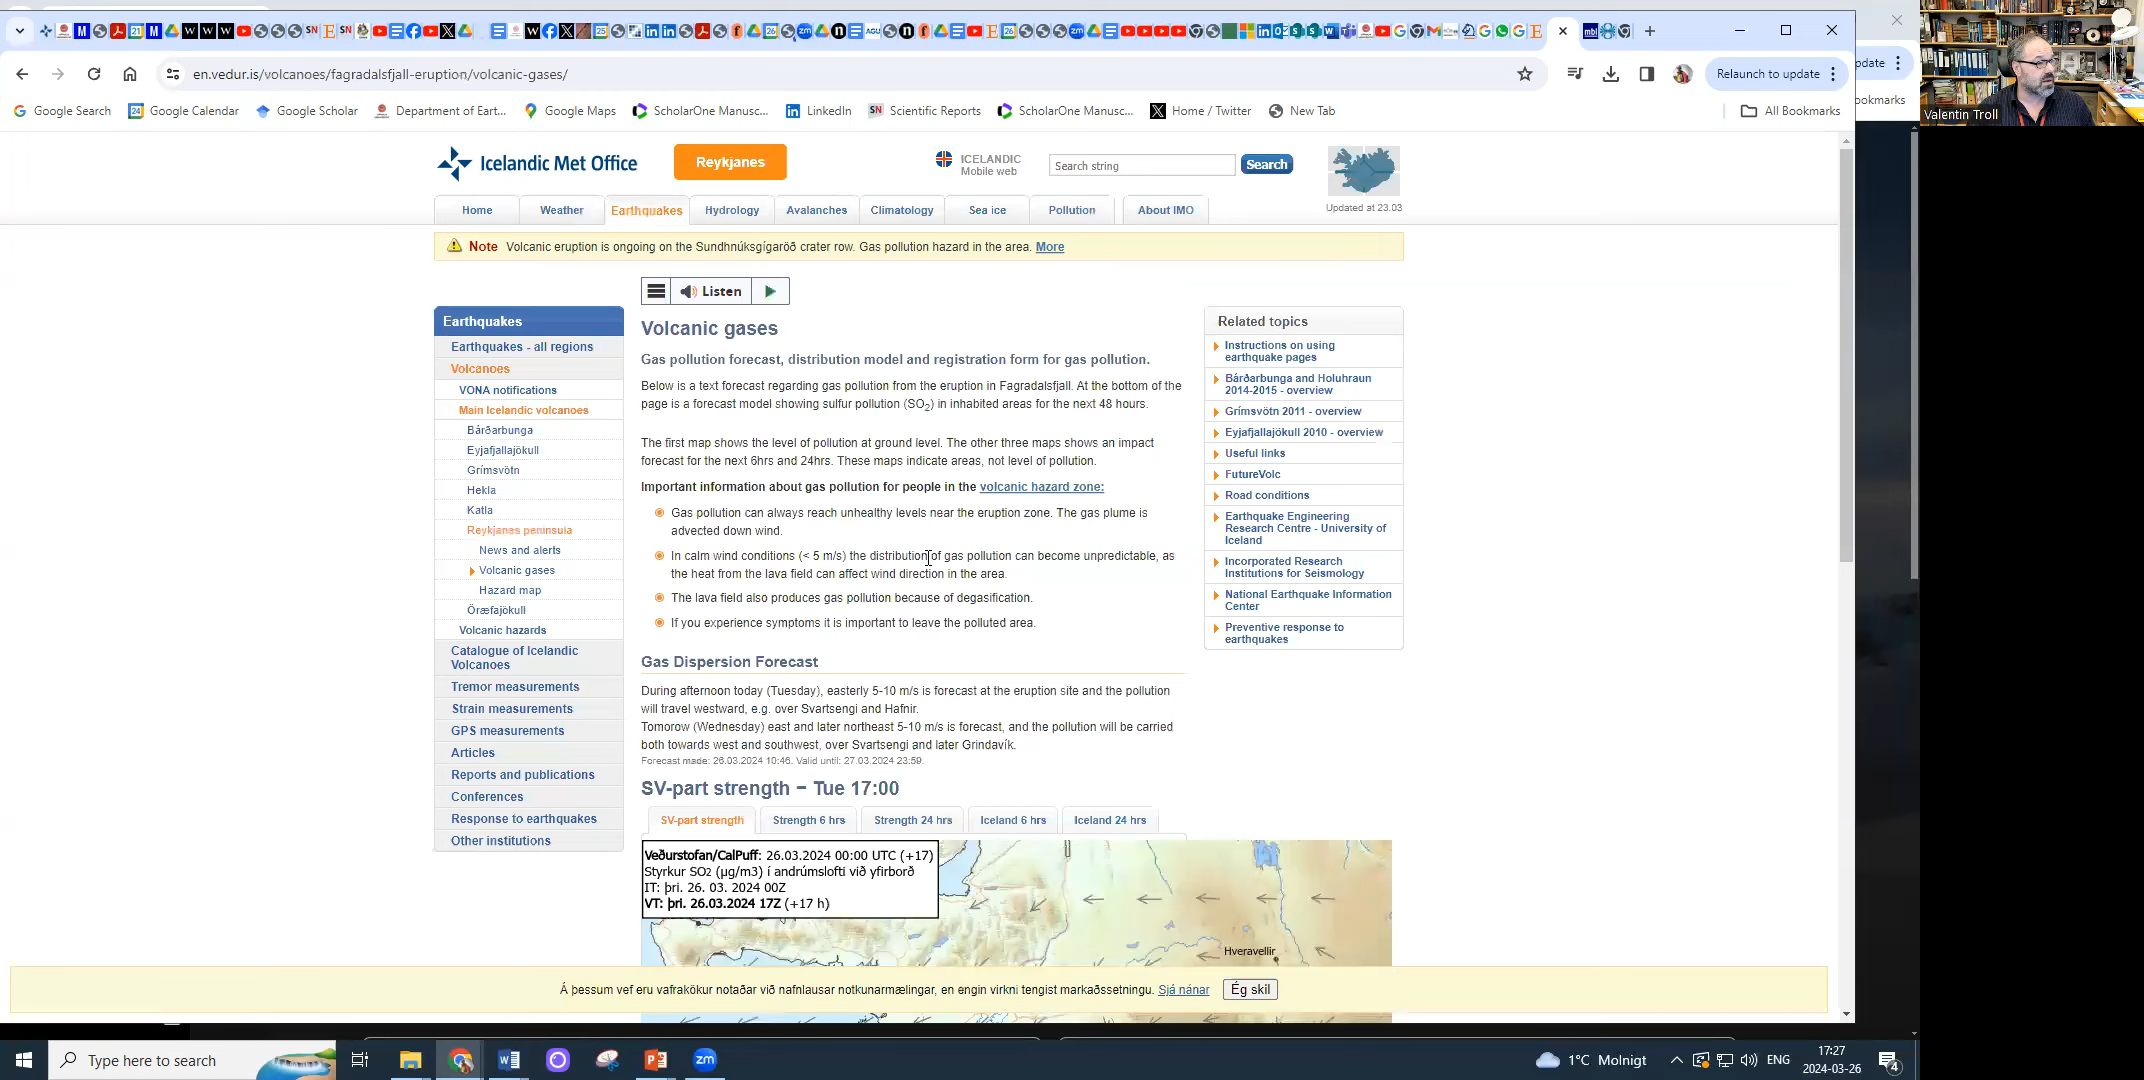 en.vedur.is/volcanoes/fagradalsfjall-eruption/volcanic-gases/
Relaunch to update
pdate
Google Search
Google Calendar
Google Scholar
Department of Eart...
Google Maps
ScholarOne Manusc...
LinkedIn
Scientific Reports
ScholarOne Manusc...
Home / Twitter
New Tab
All Bookmarks
ookmarks
Valentin Troll
Icelandic Met Office
Reykjanes
ICELANDIC
Mobile web
Search string
Search
Updated at 23.03
Home
Weather
Earthquakes
Hydrology
Avalanches
Climatology
Sea ice
Pollution
About IMO
Note Volcanic eruption is ongoing on the Sundhnúksgígaröð crater row. Gas pollution hazard in the area. More
Listen
Earthquakes
Earthquakes - all regions
Volcanoes
VONA notifications
Main Icelandic volcanoes
Bárðarbunga
Eyjafjallajökull
Grímsvötn
Hekla
Katla
Reykjanes peninsula
News and alerts
Volcanic gases
Hazard map
Öræfajökull
Volcanic hazards
Catalogue of Icelandic
Volcanoes
Tremor measurements
Strain measurements
GPS measurements
Articles
Reports and publications
Conferences
Response to earthquakes
Other institutions
Volcanic gases
Gas pollution forecast, distribution model and registration form for gas pollution.
Below is a text forecast regarding gas pollution from the eruption in Fagradalsfjall. At the bottom of the
page is a forecast model showing sulfur pollution (SO2) in inhabited areas for the next 48 hours.
The first map shows the level of pollution at ground level. The other three maps shows an impact
forecast for the next 6hrs and 24hrs. These maps indicate areas, not level of pollution.
Important information about gas pollution for people in the volcanic hazard zone:
Gas pollution can always reach unhealthy levels near the eruption zone. The gas plume is
advected down wind.
In calm wind conditions (< 5 m/s) the distribution of gas pollution can become unpredictable, as
the heat from the lava field can affect wind direction in the area.
The lava field also produces gas pollution because of degasification.
If you experience symptoms it is important to leave the polluted area.
Gas Dispersion Forecast
During afternoon today (Tuesday), easterly 5-10 m/s is forecast at the eruption site and the pollution
will travel westward, e.g. over Svartsengi and Hafnir.
Tomorow (Wednesday) east and later northeast 5-10 m/s is forecast, and the pollution will be carried
both towards west and southwest, over Svartsengi and later Grindavík.
Forecast made: 26.03.2024 10:46. Valid until: 27.03.2024 23:59.
SV-part strength − Tue 17:00
SV-part strength
Strength 6 hrs
Strength 24 hrs
Iceland 6 hrs
Iceland 24 hrs
Veðurstofan/CalPuff: 26.03.2024 00:00 UTC (+17)
Styrkur SO2 (µg/m3) í andrúmslofti við yfirborð
IT: þri. 26. 03. 2024 00Z
VT: þri. 26.03.2024 17Z (+17 h)
Hveravellir
Related topics
Instructions on using
earthquake pages
Bárðarbunga and Holuhraun
2014-2015 - overview
Grímsvötn 2011 - overview
Eyjafjallajökull 2010 - overview
Useful links
FutureVolc
Road conditions
Earthquake Engineering
Research Centre - University of
Iceland
Incorporated Research
Institutions for Seismology
National Earthquake Information
Center
Preventive response to
earthquakes
Á þessum vef eru vafrakökur notaðar við nafnlausar notkunarmælingar, en engin virkni tengist markaðssetningu. Sjá nánar
Ég skil
Type here to search
1°C Molnigt
ENG
17:27
2024-03-26
4